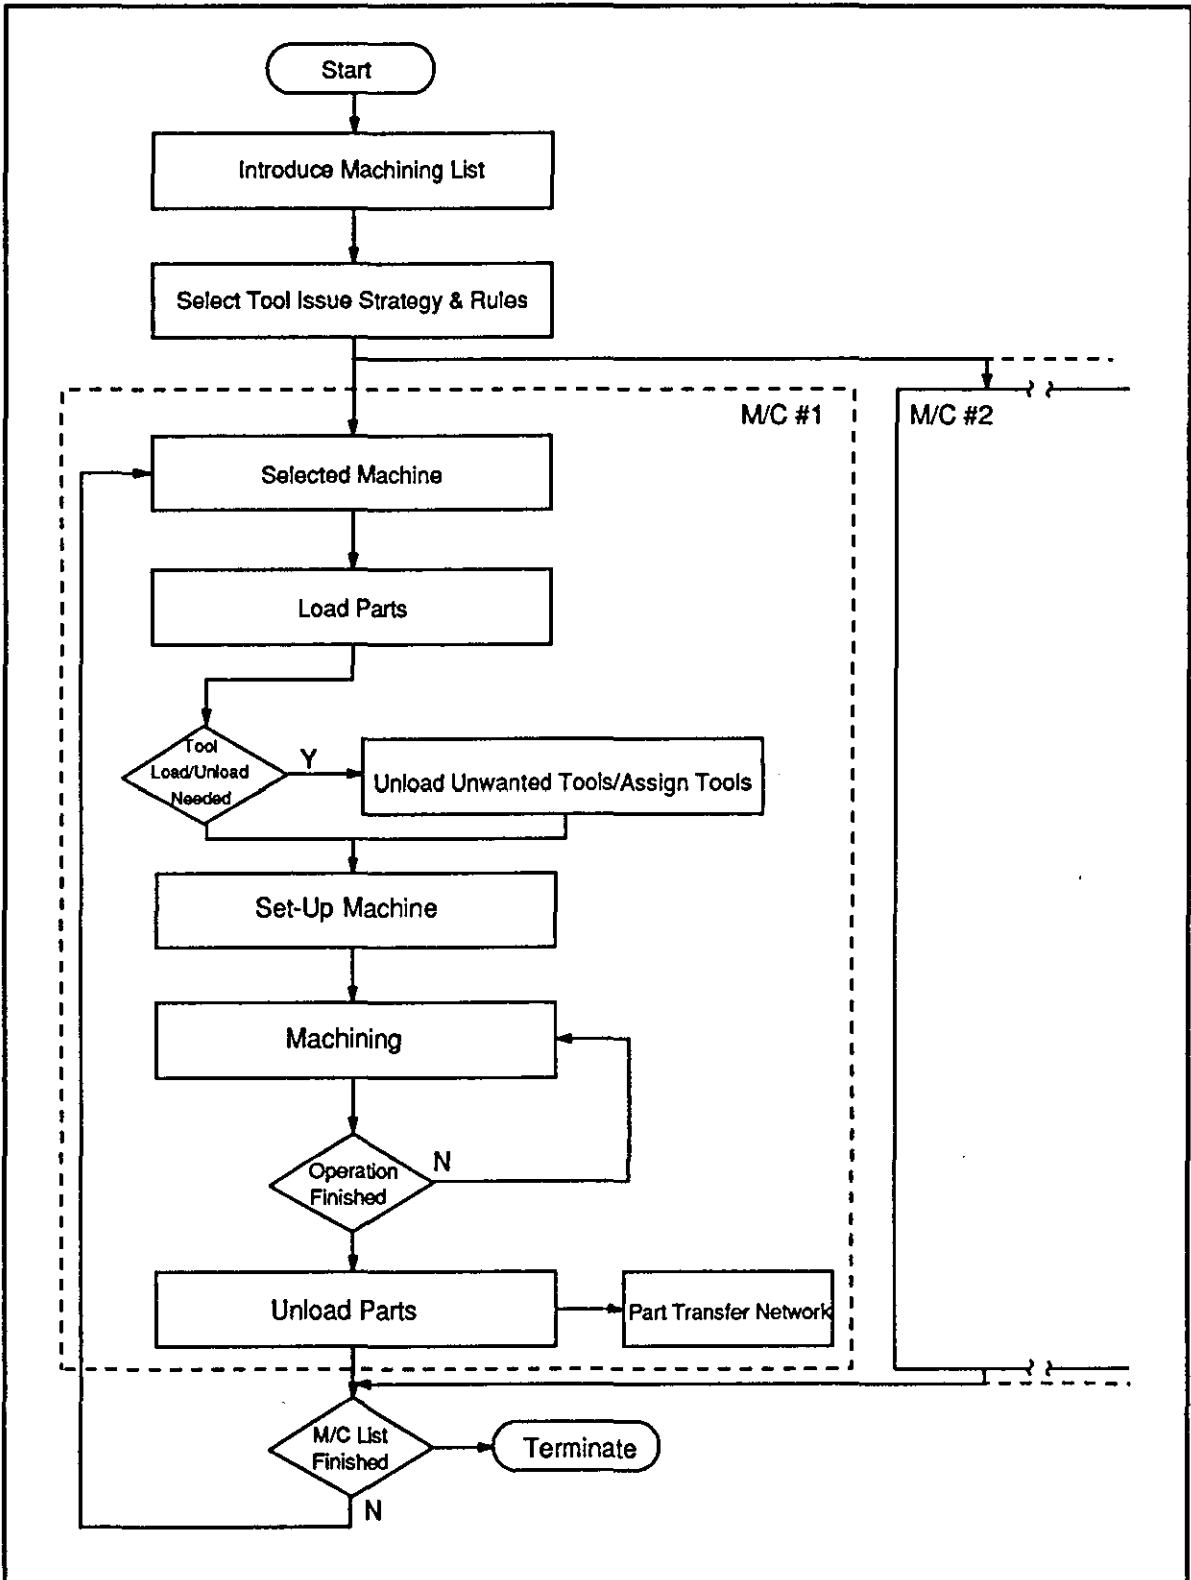 Start
Introduce Machining List
Select Tool Issue Strategy & Rules
M/C #1
M/C #2
Selected Machine
Load Parts
Tool
Load/Unload
Needed
Y
Unload Unwanted Tools/Assign Tools
Set-Up Machine
Machining
Operation
Finished
N
Unload Parts
Part Transfer Network
M/C List
Finished
Terminate
N